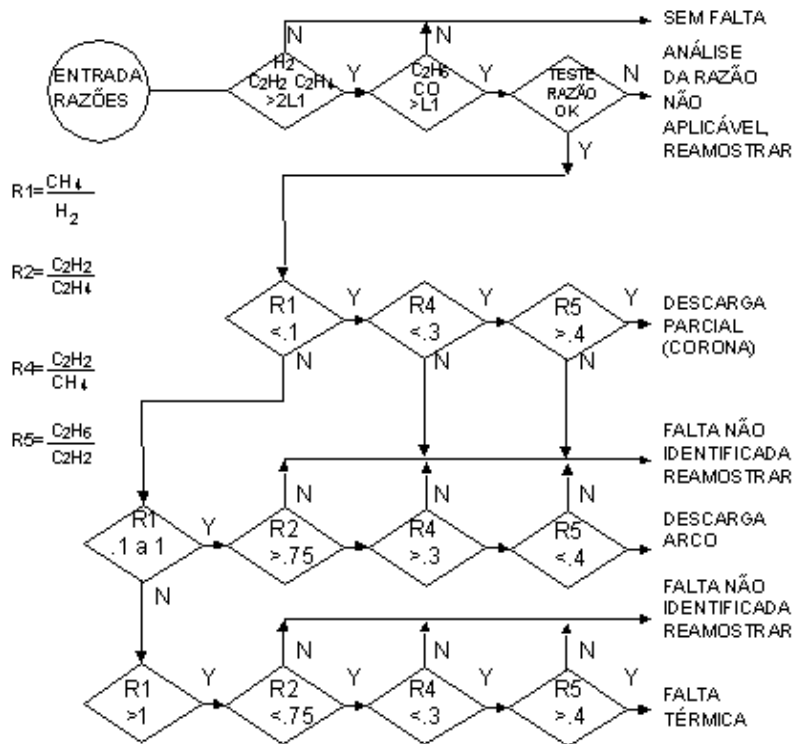 SEM FALTA
N
N
ENTRADA
RAZÕES
H2
C2H2 C2H4
>2L1
Y
C2H6
CO
>L1
Y
TESTE
RAZÃO
OK
N
Y
ANÁLISE
DA RAZÃO
NÃO
APLICÁVEL,
REAMOSTRAR
R1=CH4
H2
R2=C2H2
C2H4
R4=C2H2
CH4
R5=C2H6
C2H2
R1
<.1
Y
N
R4
<.3
Y
N
R5
>.4
Y
N
DESCARGA
PARCIAL
(CORONA)
FALTA NÃO
IDENTIFICADA
REAMOSTRAR
N
N
N
R1
.1 a 1
Y
N
R2
>.75
R4
>.3
R5
<.4
DESCARGA
ARCO
FALTA NÃO
IDENTIFICADA
REAMOSTRAR
N
N
N
R1
>1
Y
R2
<.75
Y
R4
<.3
Y
R5
>.4
Y
FALTA
TÉRMICA